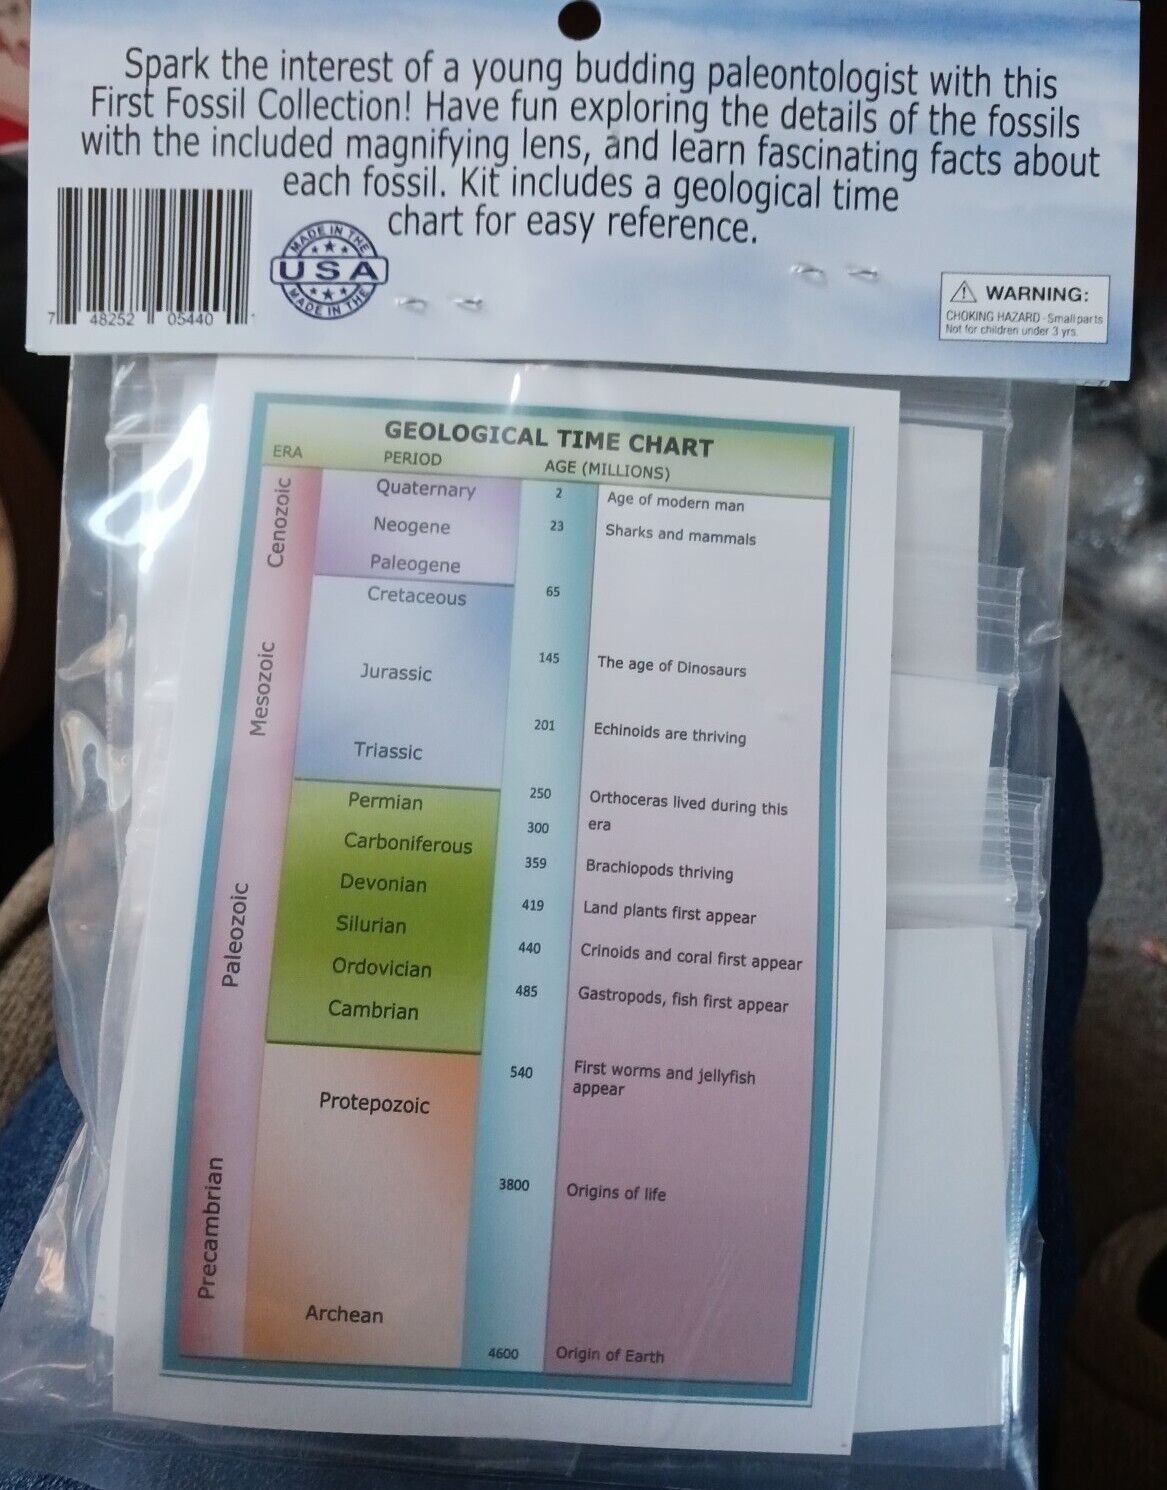 Spark the interest of a young budding paleontologist with this
First Fossil Collection! Have fun exploring the details of the fossils
with the included magnifying lens, and learn fascinating facts about
each fossil. Kit includes a geological time
chart for easy reference.
MADE IN THE
USA
MADE IN THE
7 48252 05440
WARNING:
CHOKING HAZARD - Small parts
Not for children under 3 yrs.
GEOLOGICAL TIME CHART
ERA PERIOD AGE (MILLIONS)
Cenozoic
Quaternary 2 Age of modern man
Neogene 23 Sharks and mammals
Paleogene
65
Cretaceous
Mesozoic
145 The age of Dinosaurs
Jurassic
201 Echinoids are thriving
Triassic
Permian 250 Orthoceras lived during this
300 era
Carboniferous
359 Brachiopods thriving
Devonian
Paleozoic
419 Land plants first appear
Silurian
440 Crinoids and coral first appear
Ordovician
485 Gastropods, fish first appear
Cambrian
540 First worms and jellyfish
appear
Protepozoic
Precambrian
3800 Origins of life
Archean
4600 Origin of Earth